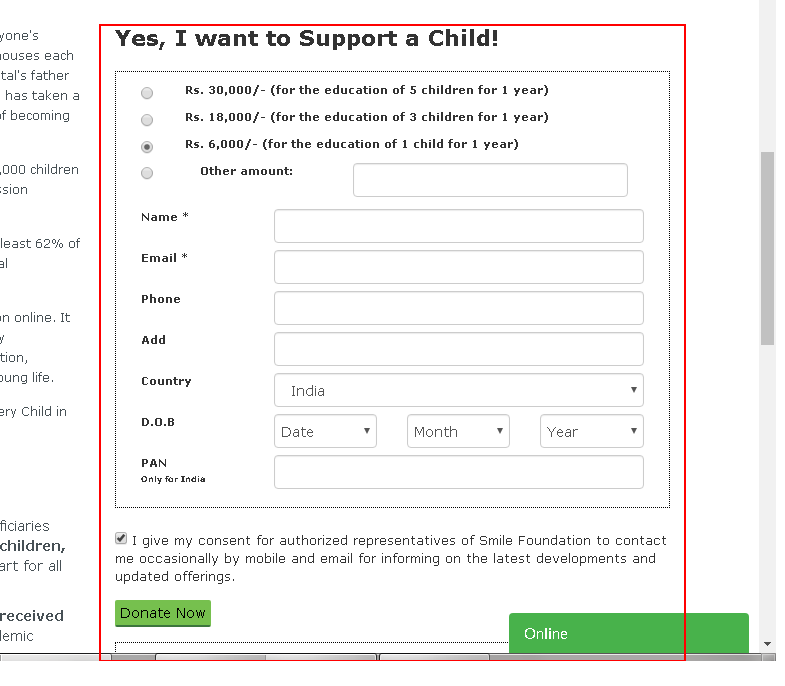 yone's
houses each
tal's father
has taken a
of becoming
,000 children
ssion
least 62% of
al
on online. It
y
tion,
oung life.
ery Child in
ficiaries
children,
art for all
received
demic
Yes, I want to Support a Child!
Rs. 30,000/- (for the education of 5 children for 1 year)
Rs. 18,000/- (for the education of 3 children for 1 year)
Rs. 6,000/- (for the education of 1 child for 1 year)
Other amount:
Name *
Email *
Phone
Add
Country India
D.O.B Date Month Year
PAN
Only for India
I give my consent for authorized representatives of Smile Foundation to contact
me occasionally by mobile and email for informing on the latest developments and
updated offerings.
Donate Now
Online